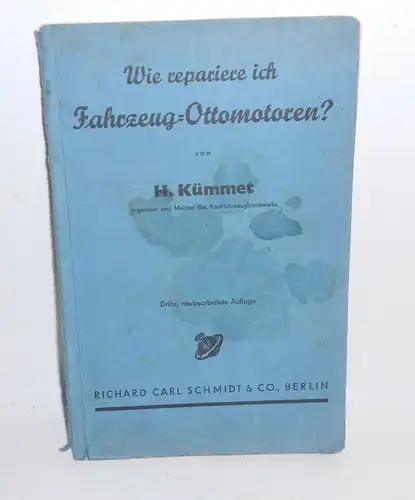 Wie repariere ich
Fahrzeug=Ottomotoren?
von
H. Kümmet
Ingenieur und Meister des Kraftfahrzeughandwerks
Dritte, neubearbeitete Auflage
RICHARD CARL SCHMIDT & CO., BERLIN